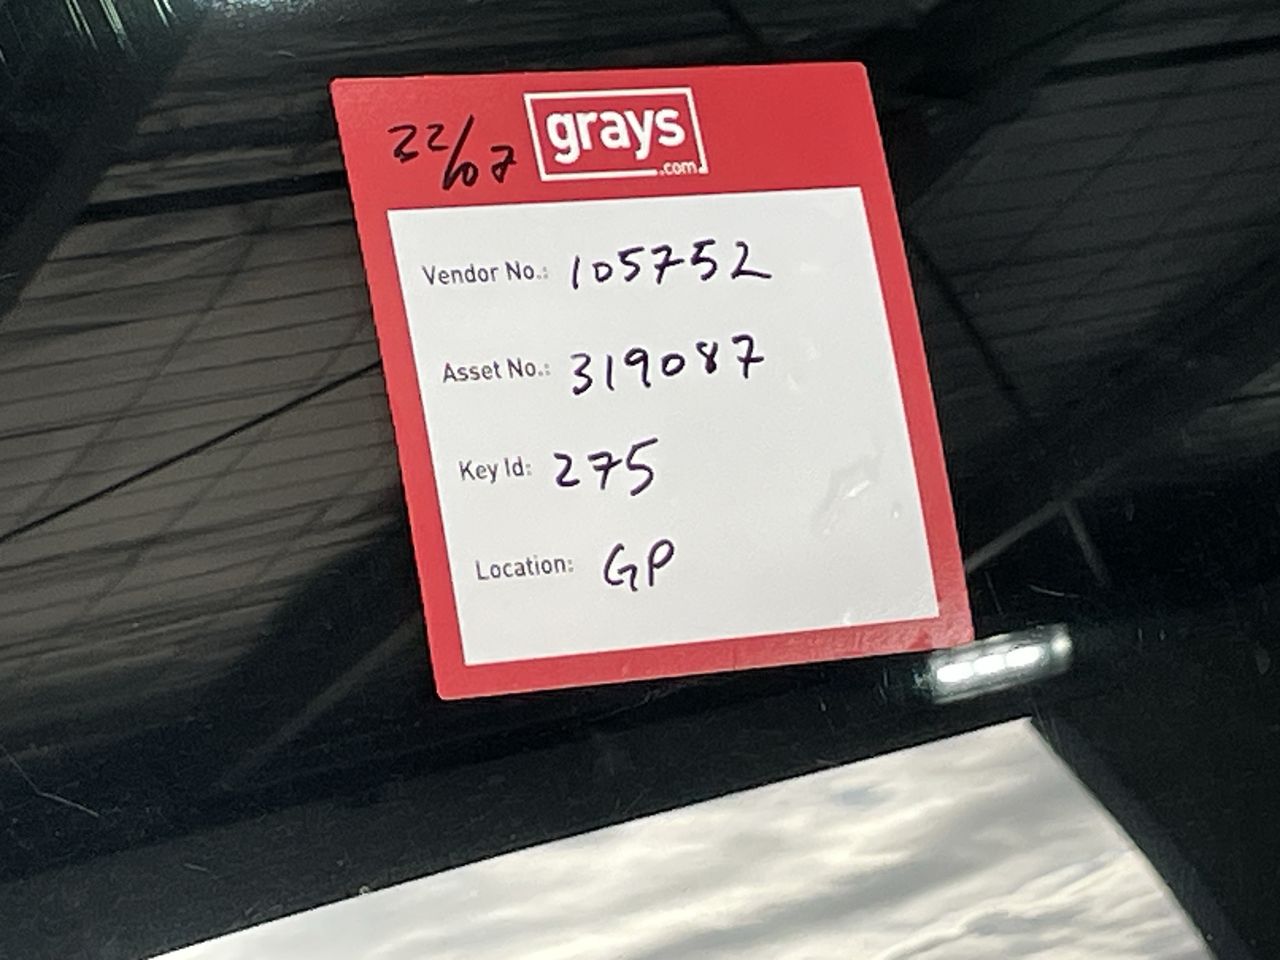 22/07
grays
.com
Vendor No.: 105752
Asset No.: 319087
Key Id: 275
Location: GP